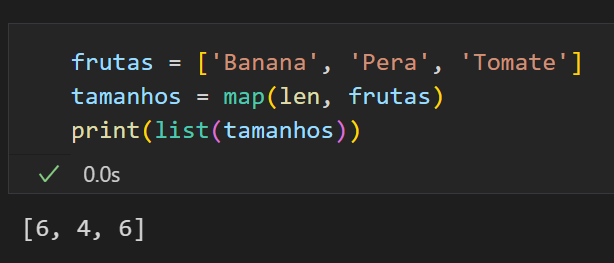 frutas = ['Banana', 'Pera', 'Tomate']
tamanhos = map(len, frutas)
print(list(tamanhos))
0.0s
[6, 4, 6]